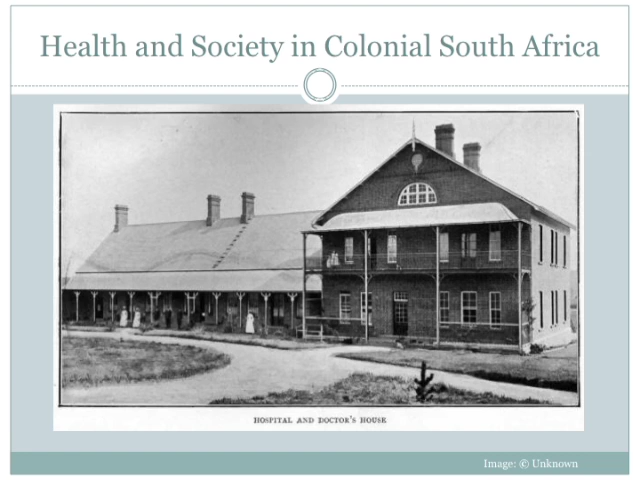 Health and Society in Colonial South Africa
HOSPITAL AND DOCTOR'S HOUSE
Image: © Unknown